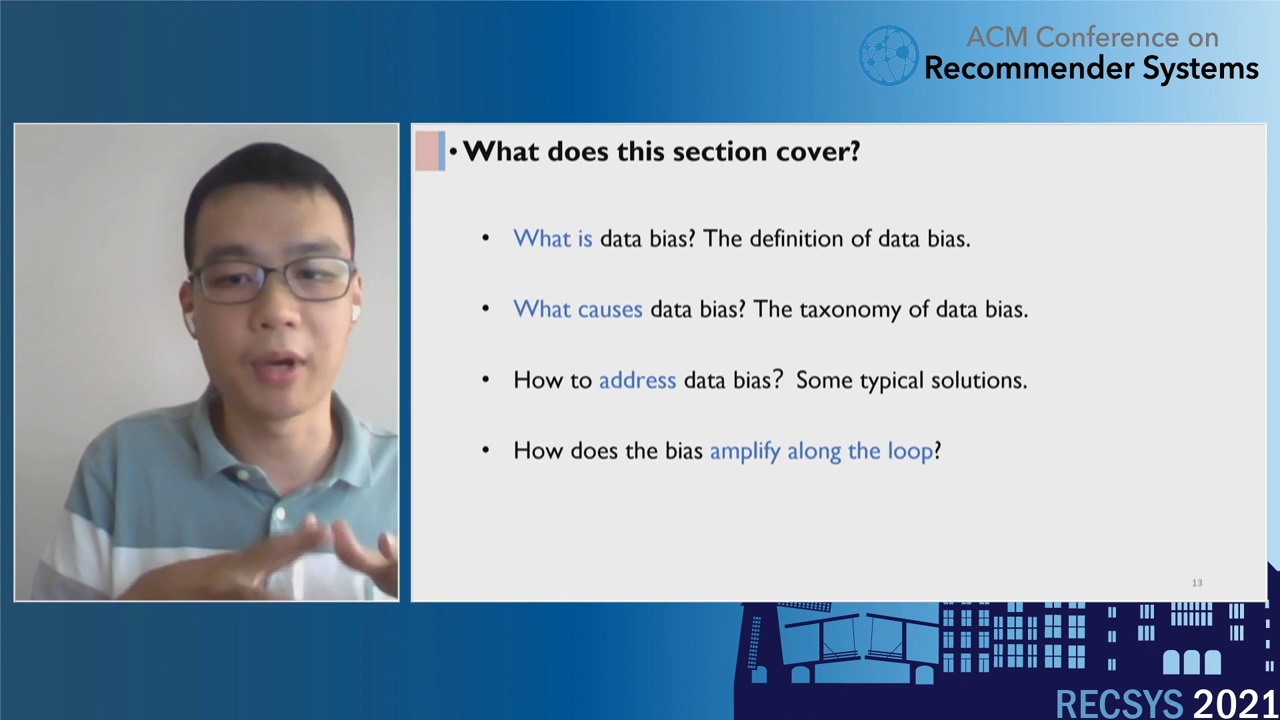 ACM Conference on
Recommender Systems
• What does this section cover?
• What is data bias? The definition of data bias.
• What causes data bias? The taxonomy of data bias.
• How to address data bias? Some typical solutions.
• How does the bias amplify along the loop?
13
RECSYS 2021